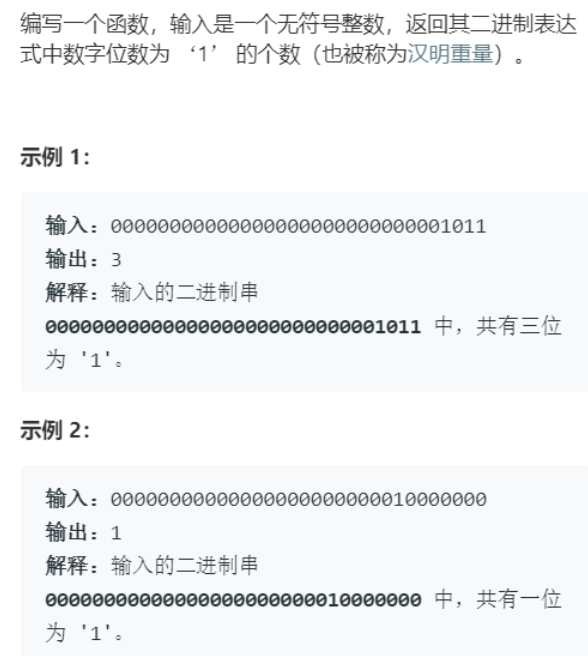 编写一个函数，输入是一个无符号整数，返回其二进制表达
式中数字位数为 ‘1’ 的个数（也被称为汉明重量）。
示例 1：
输入：00000000000000000000000000001011
输出：3
解释：输入的二进制串
00000000000000000000000000001011 中，共有三位
为 '1'。
示例 2：
输入：00000000000000000000000010000000
输出：1
解释：输入的二进制串
00000000000000000000000010000000 中，共有一位
为 '1'。